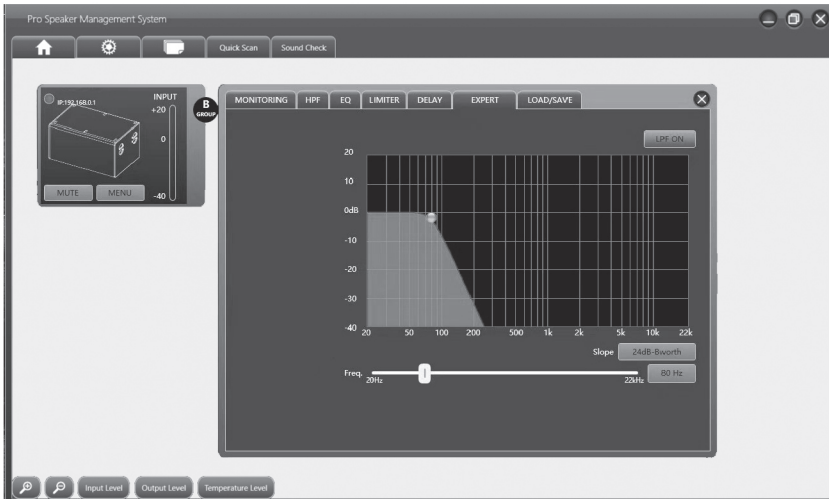 Pro Speaker Management System
Quick Scan Sound Check
IP:192.168.0.1
INPUT
+20
0
-40
MUTE MENU
B
GROUP
MONITORING HPF EQ LIMITER DELAY EXPERT LOAD/SAVE
LPF ON
20
10
0dB
-10
-20
-30
-40
20 50 100 200 500 1k 2k 5k 10k 22k
Slope 24dB-Bworth
Freq. 20Hz 22kHz 80 Hz
Input Level Output Level Temperature Level